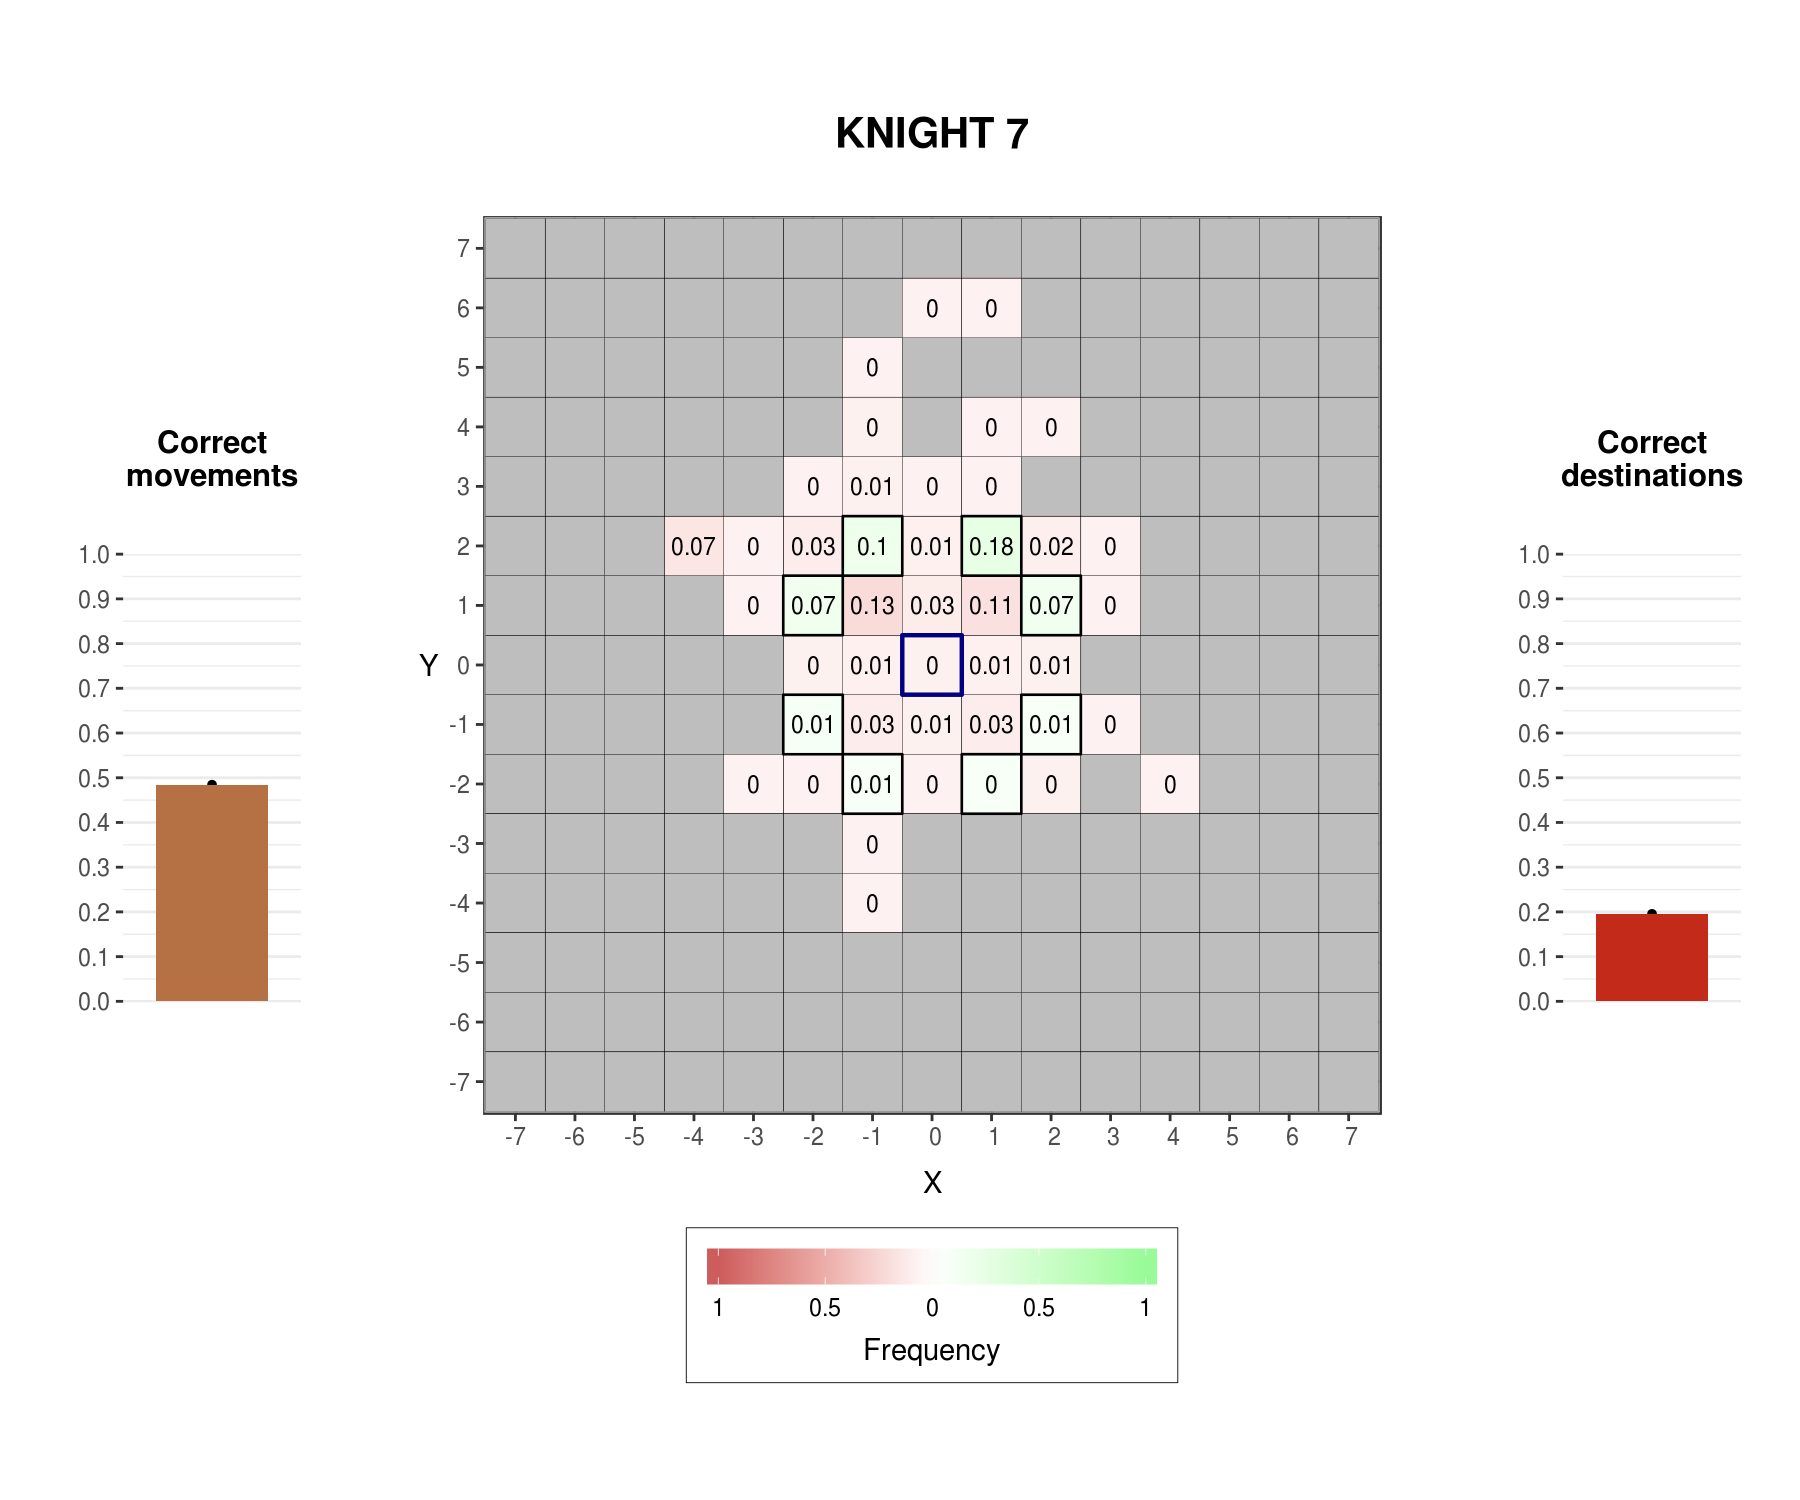 KNIGHT 7
Correct
movements
1.0
0.9
0.8
0.7
0.6
0.5
0.4
0.3
0.2
0.1
0.0
Y
7
6 0 0
5 0
4 0 0 0
3 0 0.01 0 0
2 0.07 0 0.03 0.1 0.01 0.18 0.02 0
1 0 0.07 0.13 0.03 0.11 0.07 0
0 0 0.01 0 0.01 0.01
-1 0.01 0.03 0.01 0.03 0.01 0
-2 0 0 0.01 0 0 0 0
-3 0
-4 0
-5
-6
-7
-7 -6 -5 -4 -3 -2 -1 0 1 2 3 4 5 6 7
X
1 0.5 0 0.5 1
Frequency
Correct
destinations
1.0
0.9
0.8
0.7
0.6
0.5
0.4
0.3
0.2
0.1
0.0